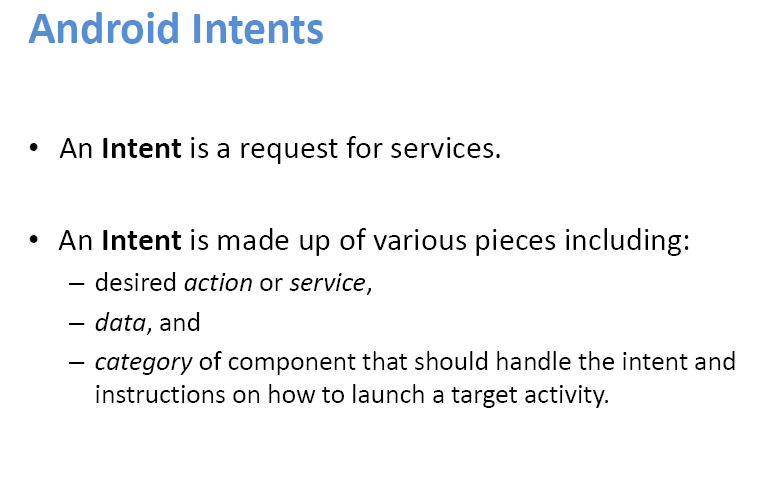 Android Intents
• An Intent is a request for services.
• An Intent is made up of various pieces including:
– desired action or service,
– data, and
– category of component that should handle the intent and
instructions on how to launch a target activity.